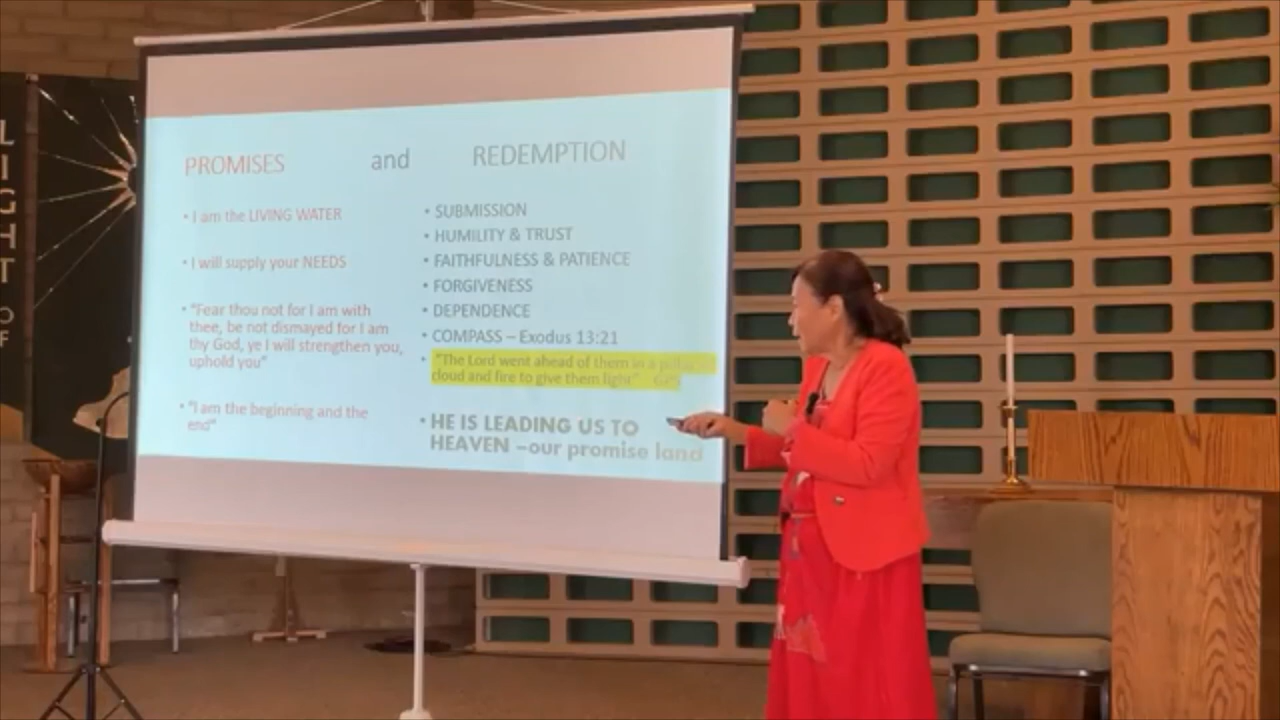 LIGHT OF
PROMISES and REDEMPTION
• I am the LIVING WATER
• I will supply your NEEDS
• "Fear thou not for I am with
thee, be not dismayed for I am
thy God, ye I will strengthen you,
uphold you"
• "I am the beginning and the
end"
• SUBMISSION
• HUMILITY & TRUST
• FAITHFULNESS & PATIENCE
• FORGIVENESS
• DEPENDENCE
• COMPASS – Exodus 13:21
• "The Lord went ahead of them in a
cloud and fire to give them light"
• HE IS LEADING US TO
HEAVEN –our promise land